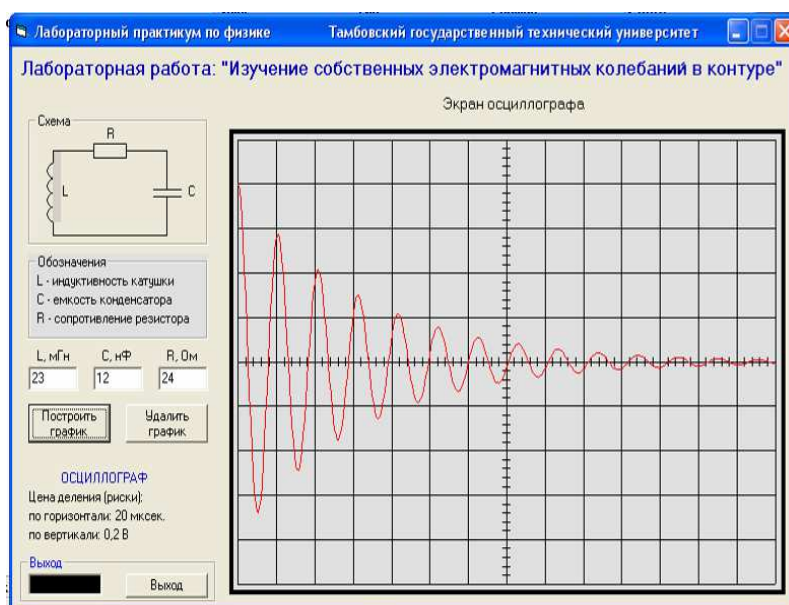 Лабораторный практикум по физике Тамбовский государственный технический университет
Лабораторная работа: "Изучение собственных электромагнитных колебаний в контуре"
Экран осциллографа
Схема
R
L
C
Обозначения
L - индуктивность катушки
C - емкость конденсатора
R - сопротивление резистора
L, мГн C, нФ R, Ом
23 12 24
Построить график
Удалить график
ОСЦИЛЛОГРАФ
Цена деления (риски):
по горизонтали: 20 мксек.
по вертикали: 0,2 В
Выход
Выход